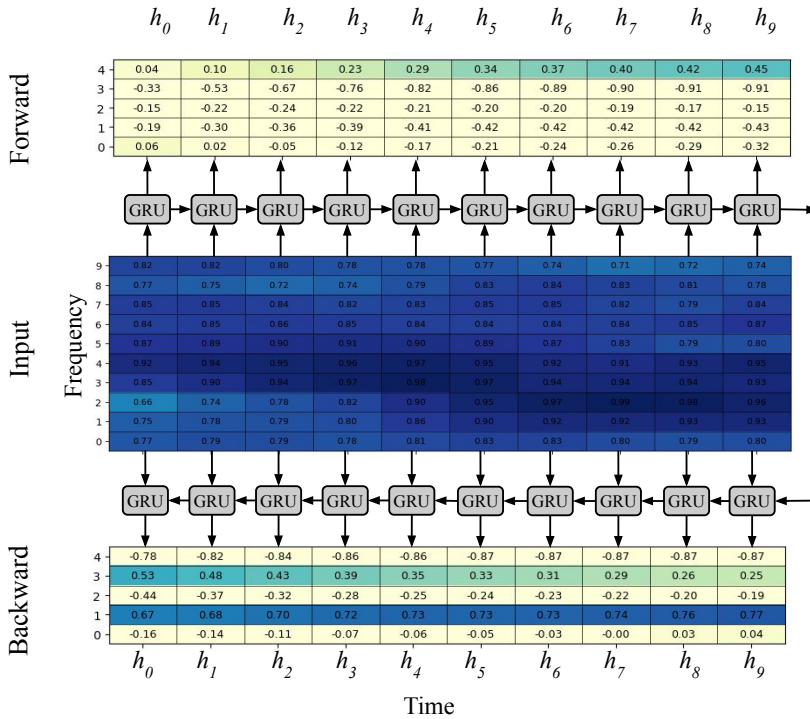 h0 h1 h2 h3 h4 h5 h6 h7 h8 h9
Forward
4 0.04 0.10 0.16 0.23 0.29 0.34 0.37 0.40 0.42 0.45
3 -0.33 -0.53 -0.67 -0.76 -0.82 -0.86 -0.89 -0.90 -0.91 -0.91
2 -0.15 -0.22 -0.24 -0.22 -0.21 -0.20 -0.20 -0.19 -0.17 -0.15
1 -0.19 -0.30 -0.36 -0.39 -0.41 -0.42 -0.42 -0.42 -0.42 -0.43
0 0.06 0.02 -0.05 -0.12 -0.17 -0.21 -0.24 -0.26 -0.29 -0.32
GRU GRU GRU GRU GRU GRU GRU GRU GRU GRU
Input
Frequency
9 0.82 0.82 0.80 0.78 0.78 0.77 0.74 0.71 0.72 0.74
8 0.77 0.75 0.72 0.74 0.79 0.83 0.84 0.83 0.81 0.78
7 0.85 0.85 0.84 0.82 0.83 0.85 0.85 0.82 0.79 0.84
6 0.84 0.85 0.86 0.85 0.84 0.84 0.84 0.84 0.85 0.87
5 0.87 0.89 0.90 0.91 0.90 0.89 0.87 0.83 0.79 0.80
4 0.92 0.94 0.95 0.96 0.97 0.95 0.92 0.91 0.93 0.95
3 0.85 0.90 0.94 0.97 0.98 0.97 0.94 0.94 0.94 0.93
2 0.66 0.74 0.78 0.82 0.90 0.95 0.97 0.99 0.98 0.96
1 0.75 0.78 0.79 0.80 0.86 0.90 0.92 0.92 0.93 0.93
0 0.77 0.79 0.79 0.78 0.81 0.83 0.83 0.80 0.79 0.80
GRU GRU GRU GRU GRU GRU GRU GRU GRU GRU
Backward
4 -0.78 -0.82 -0.84 -0.86 -0.86 -0.87 -0.87 -0.87 -0.87 -0.87
3 0.53 0.48 0.43 0.39 0.35 0.33 0.31 0.29 0.26 0.25
2 -0.44 -0.37 -0.32 -0.28 -0.25 -0.24 -0.23 -0.22 -0.20 -0.19
1 0.67 0.68 0.70 0.72 0.73 0.73 0.73 0.74 0.76 0.77
0 -0.16 -0.14 -0.11 -0.07 -0.06 -0.05 -0.03 -0.00 0.03 0.04
h0 h1 h2 h3 h4 h5 h6 h7 h8 h9
Time